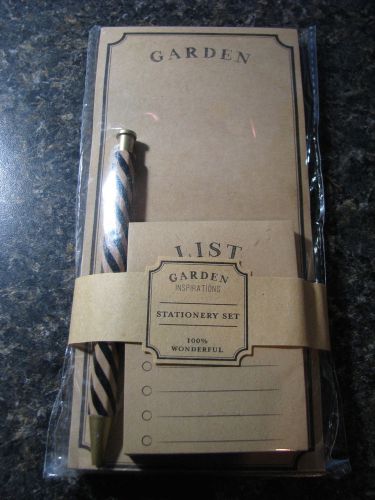 GARDEN
LIST
GARDEN
INSPIRATIONS
STATIONERY SET
100%
WONDERFUL